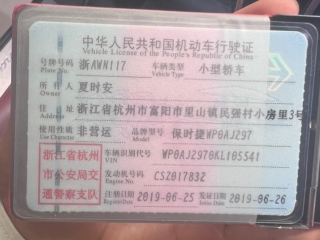 中华人民共和国机动车行驶证
Vehicle License of the People's Republic of China
号牌号码 Plate No. 浙AWN117 车辆类型 Vehicle Type 小型轿车
所有人 Owner 夏时安
住址 Address 浙江省杭州市富阳市里山镇民强村小房里3号
使用性质 Use Character 非营运 品牌型号 Model 保时捷WP0AJ297
浙江省杭州
市公安局交
通警察支队
车辆识别代号 VIN WP0AJ2970KL105541
发动机号码 Engine No. CSZ017832
注册日期 Register Date 2019-06-25 发证日期 Issue Date 2019-06-26